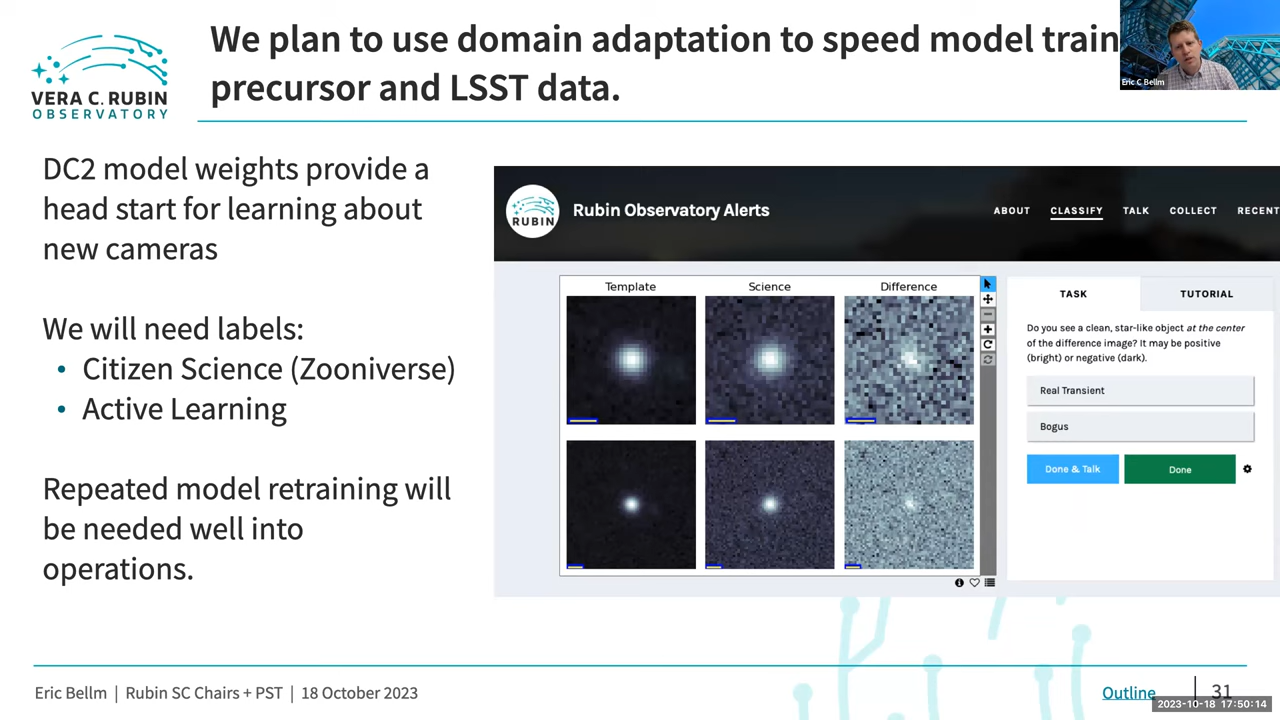 We plan to use domain adaptation to speed model train
precursor and LSST data.
Eric C Bellm
VERA C. RUBIN
OBSERVATORY
DC2 model weights provide a
head start for learning about
new cameras
We will need labels:
• Citizen Science (Zooniverse)
• Active Learning
Repeated model retraining will
be needed well into
operations.
RUBIN
Rubin Observatory Alerts
ABOUT CLASSIFY TALK COLLECT RECENT
Template Science Difference
TASK TUTORIAL
Do you see a clean, star-like object at the center
of the difference image? It may be positive
(bright) or negative (dark).
Real Transient
Bogus
Done & Talk Done
Eric Bellm | Rubin SC Chairs + PST | 18 October 2023
Outline 31
2023-10-18 17:50:14